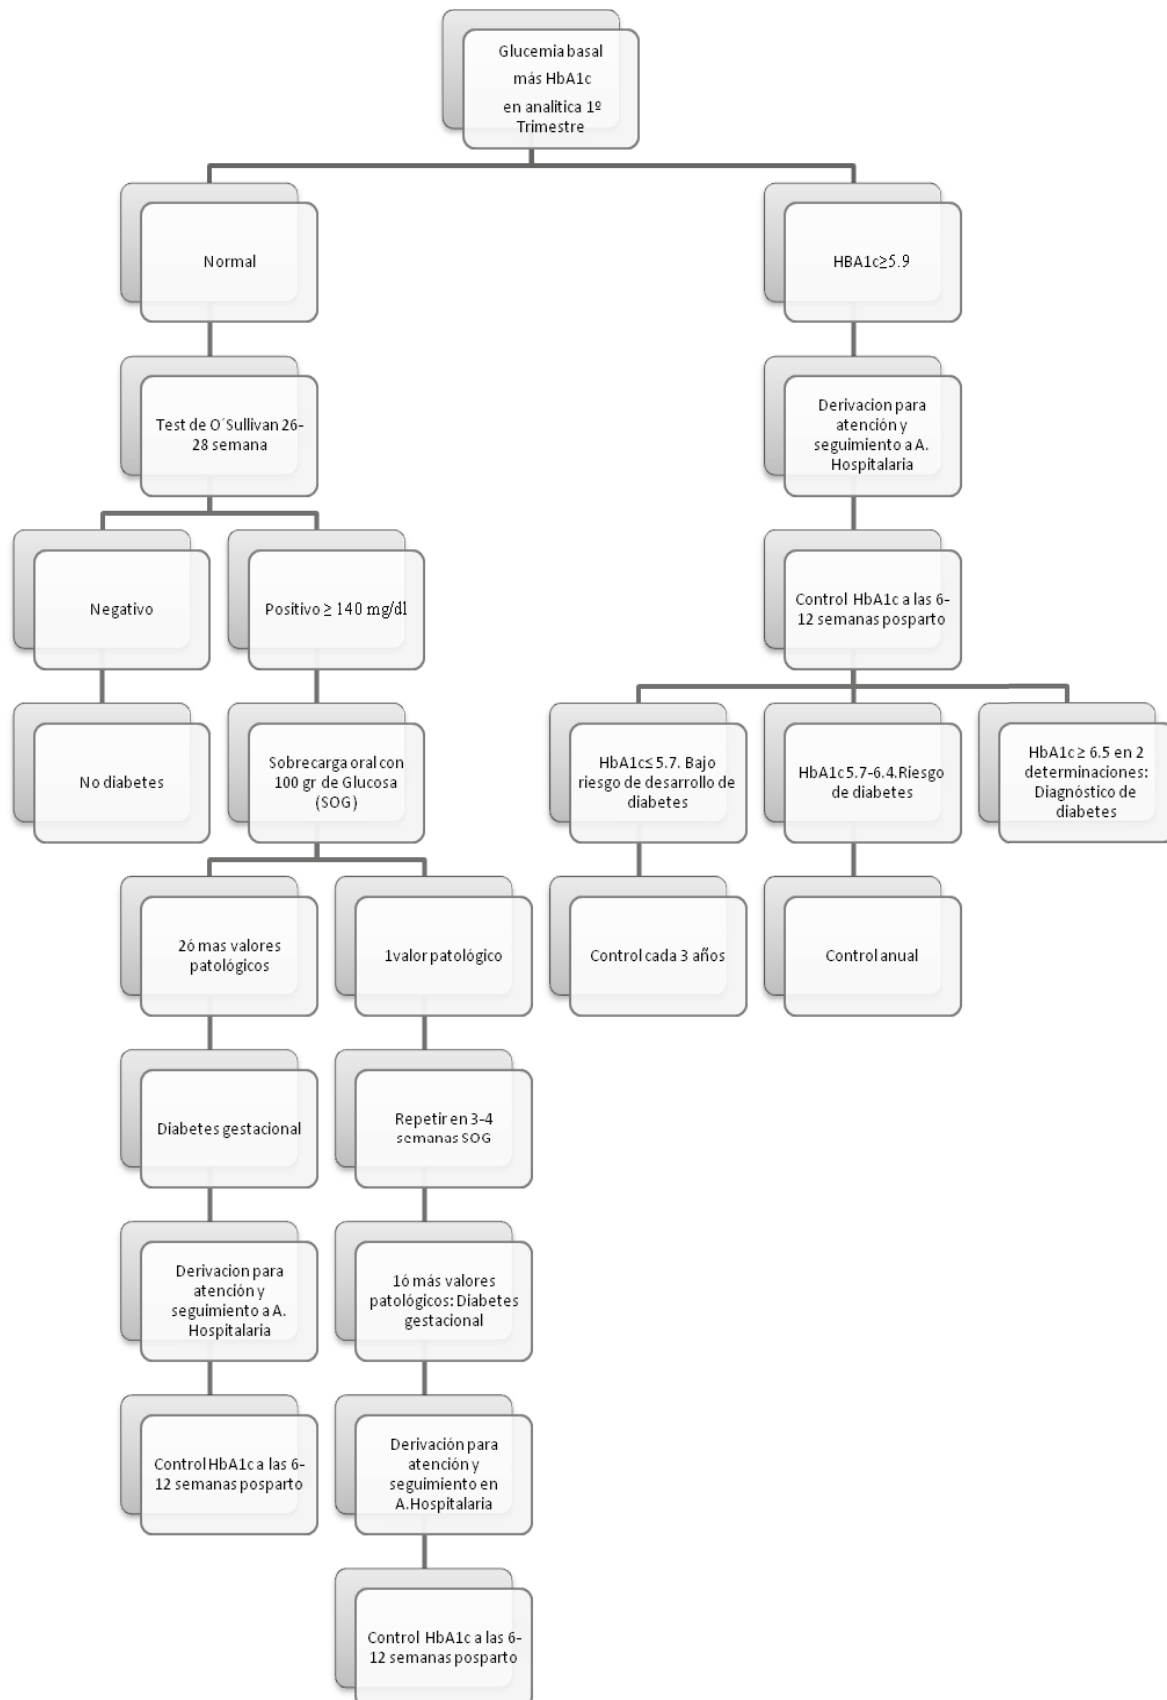 Glucemia basal
más HbA1c
en analítica 1º
Trimestre
Normal
HBA1c≥5.9
Test de O´Sullivan 26-
28 semana
Derivacion para
atención y
seguimiento a A.
Hospitalaria
Negativo
Positivo ≥ 140 mg/dl
Control HbA1c a las 6-
12 semanas posparto
No diabetes
Sobrecarga oral con
100 gr de Glucosa
(SOG)
HbA1c≤ 5.7. Bajo
riesgo de desarrollo de
diabetes
HbA1c 5.7-6.4.Riesgo
de diabetes
HbA1c ≥ 6.5 en 2
determinaciones:
Diagnóstico de
diabetes
2ó mas valores
patológicos
1valor patológico
Control cada 3 años
Control anual
Diabetes gestacional
Repetir en 3-4
semanas SOG
Derivacion para
atención y
seguimiento a A.
Hospitalaria
1ó más valores
patológicos: Diabetes
gestacional
Control HbA1c a las 6-
12 semanas posparto
Derivación para
atención y
seguimiento en
A.Hospitalaria
Control HbA1c a las 6-
12 semanas posparto